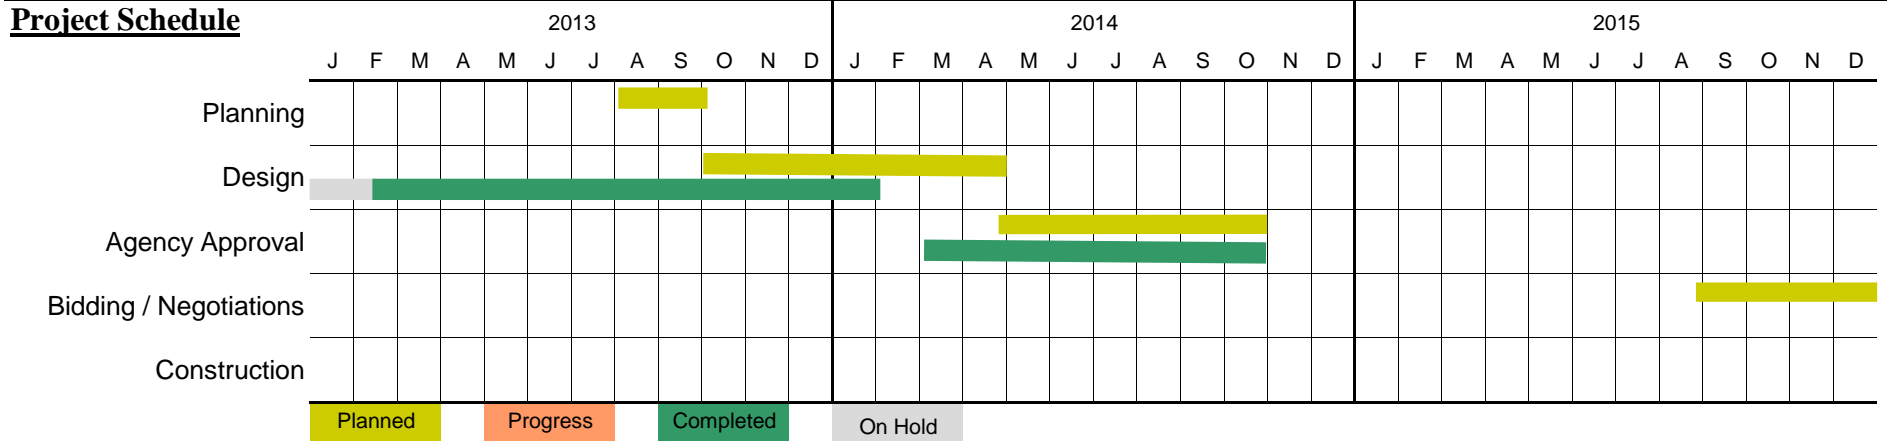 Project Schedule
2013 2014 2015
J F M A M J J A S O N D J F M A M J J A S O N D J F M A M J J A S O N D
Planning
Design
Agency Approval
Bidding / Negotiations
Construction
Planned Progress Completed On Hold